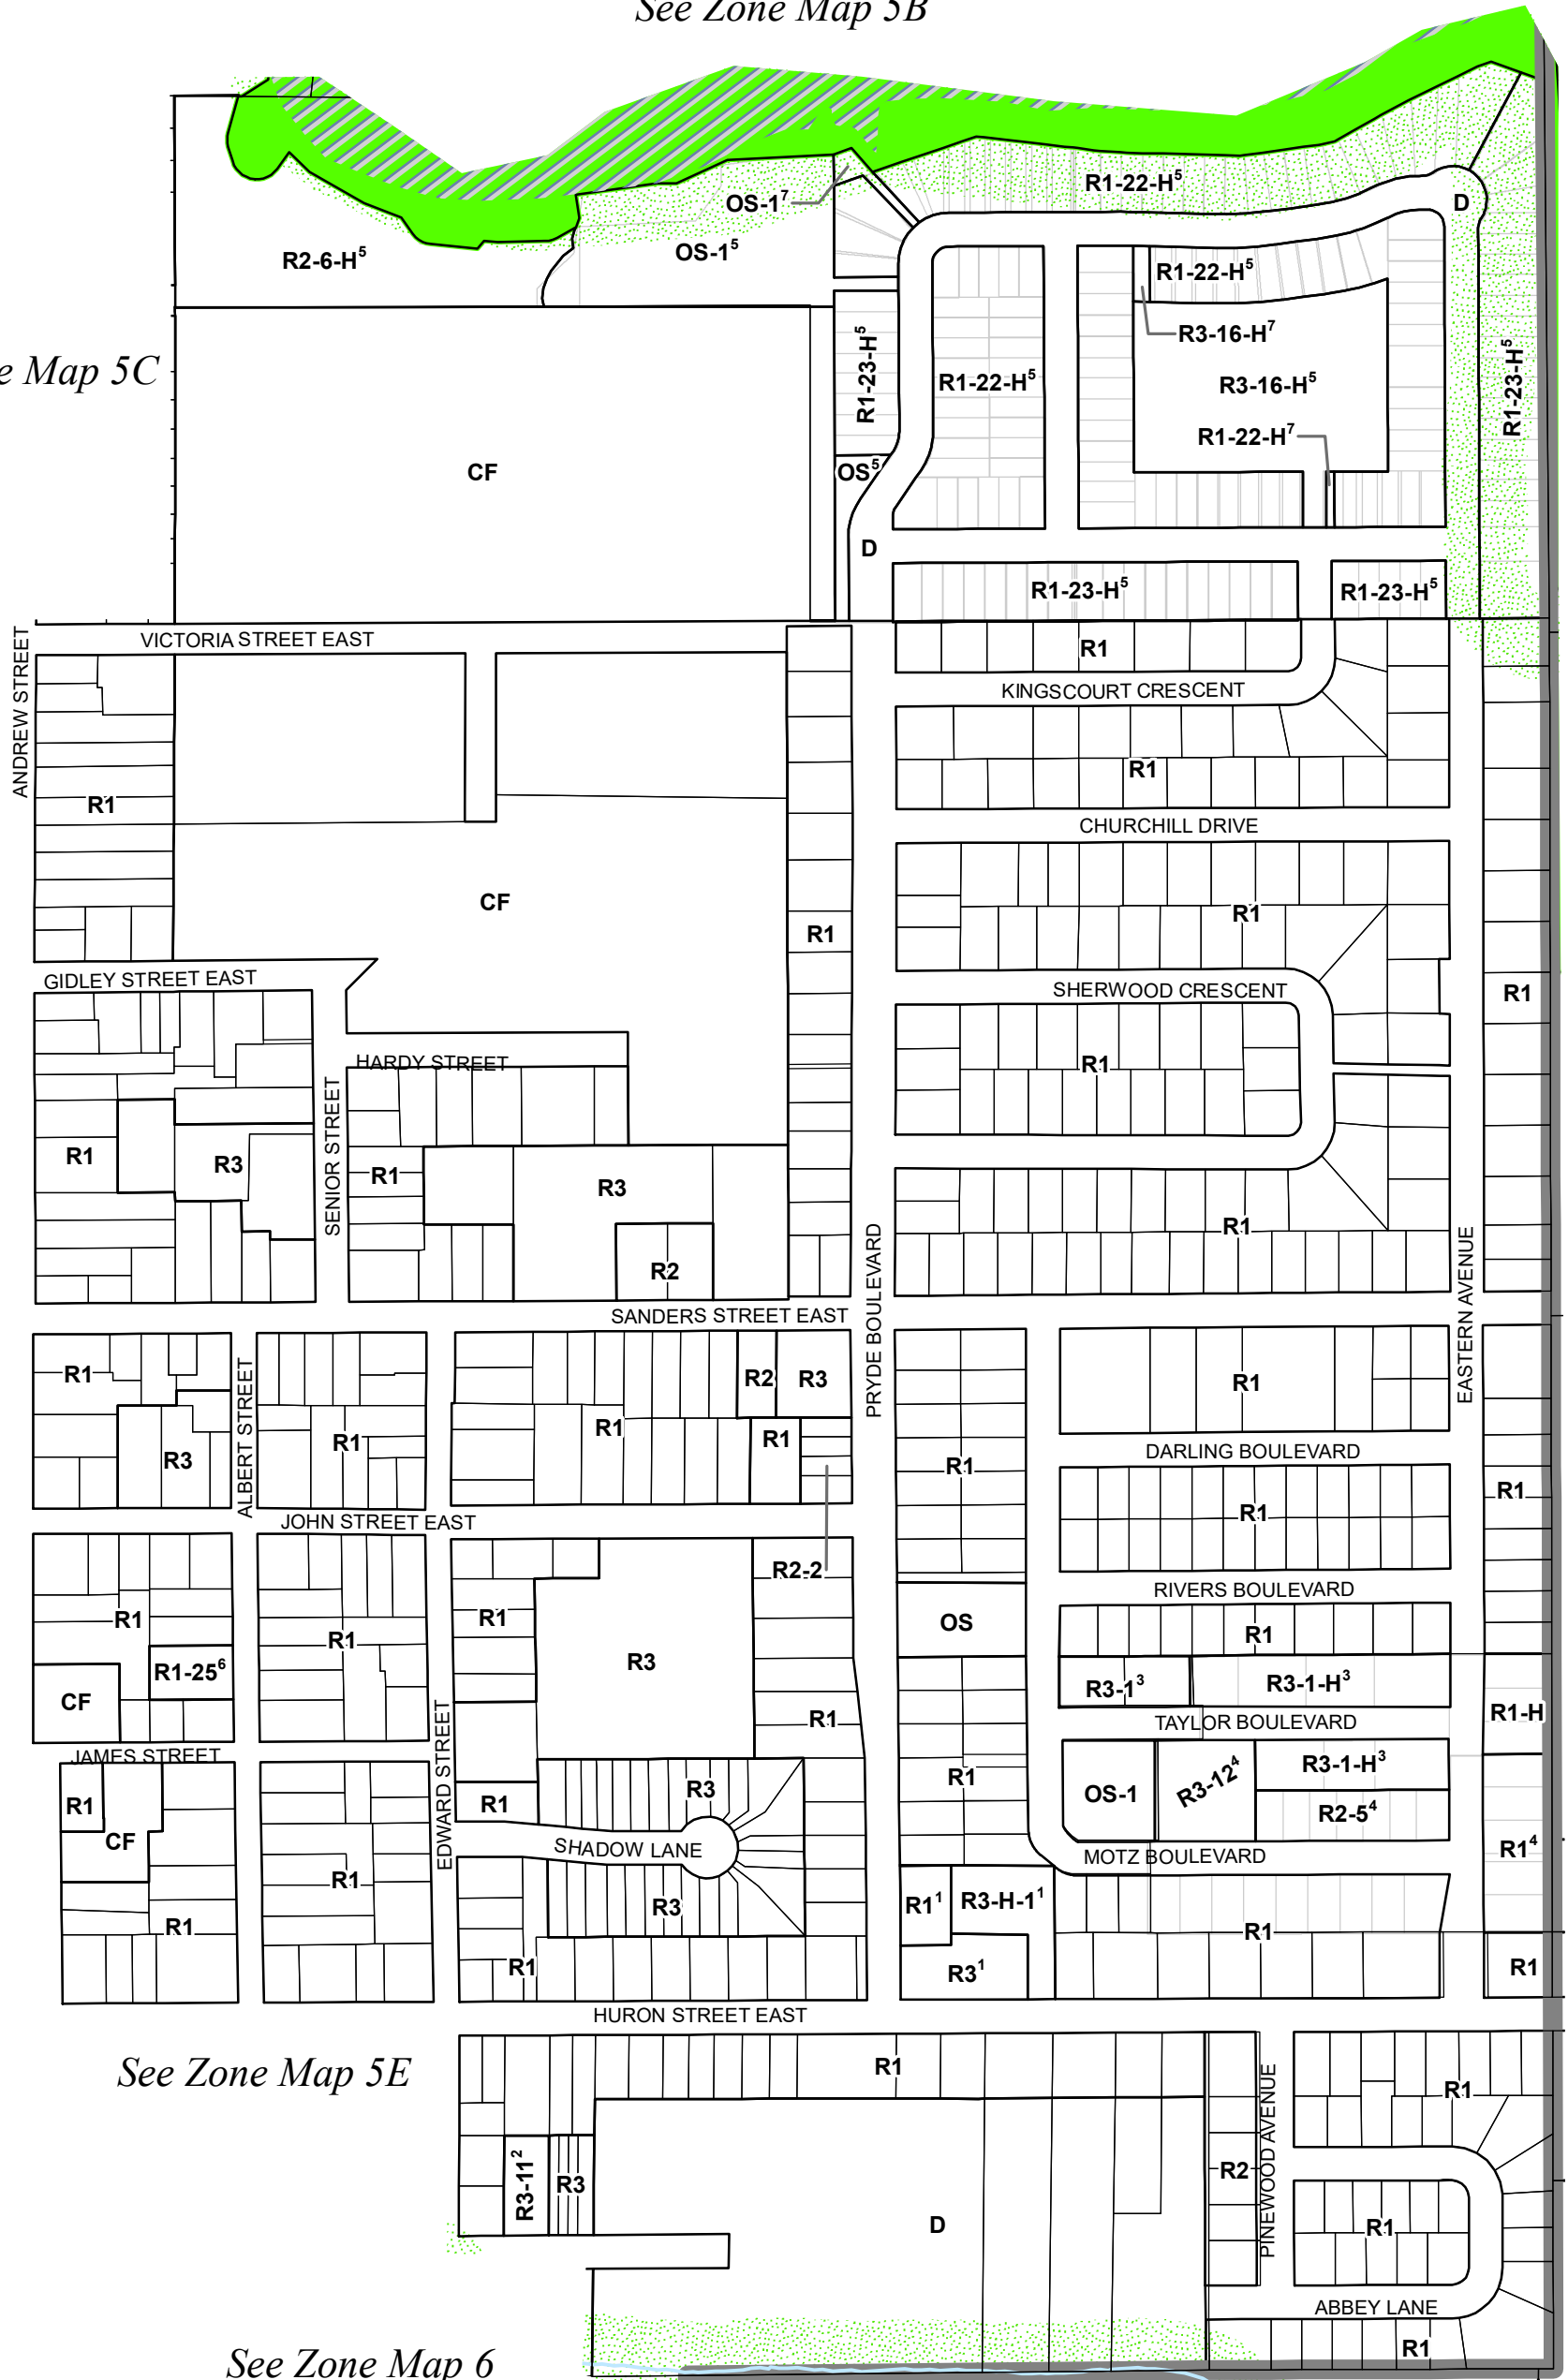 See Zone Map 5B
R1-22-H⁵
OS-1⁷
D
OS-1⁵
R2-6-H⁵
R1-22-H⁵
R3-16-H⁷
R1-23-H⁵
e Map 5C
R1-22-H⁵
R3-16-H⁵
R1-23-H⁵
R1-22-H⁷
CF
OS⁵
D
R1-23-H⁵
R1-23-H⁵
VICTORIA STREET EAST
R1
ANDREW STREET
KINGSCOURT CRESCENT
R1
R1
CHURCHILL DRIVE
CF
R1
R1
GIDLEY STREET EAST
SHERWOOD CRESCENT
R1
HARDY STREET
R1
SENIOR STREET
R1
R3
R1
R3
R1
R2
PRYDE BOULEVARD
EASTERN AVENUE
SANDERS STREET EAST
R1
R2
R3
R1
ALBERT STREET
R1
R1
R1
DARLING BOULEVARD
R3
R1
R1
R1
JOHN STREET EAST
R2-2
RIVERS BOULEVARD
R1
R1
OS
R1
R1
R3
R1-25⁶
R3-1³
R3-1-H³
CF
R1
R1-H
TAYLOR BOULEVARD
JAMES STREET
EDWARD STREET
R3
R1
R3-1-H³
R3-12⁴
OS-1
R1
R1
R2-5⁴
CF
SHADOW LANE
R1⁴
MOTZ BOULEVARD
R1
R3
R1¹
R3-H-1¹
R1
R1
R1
R3¹
R1
HURON STREET EAST
See Zone Map 5E
R1
R1
PINEWOOD AVENUE
R3-11²
R3
R2
D
R1
ABBEY LANE
R1
See Zone Map 6